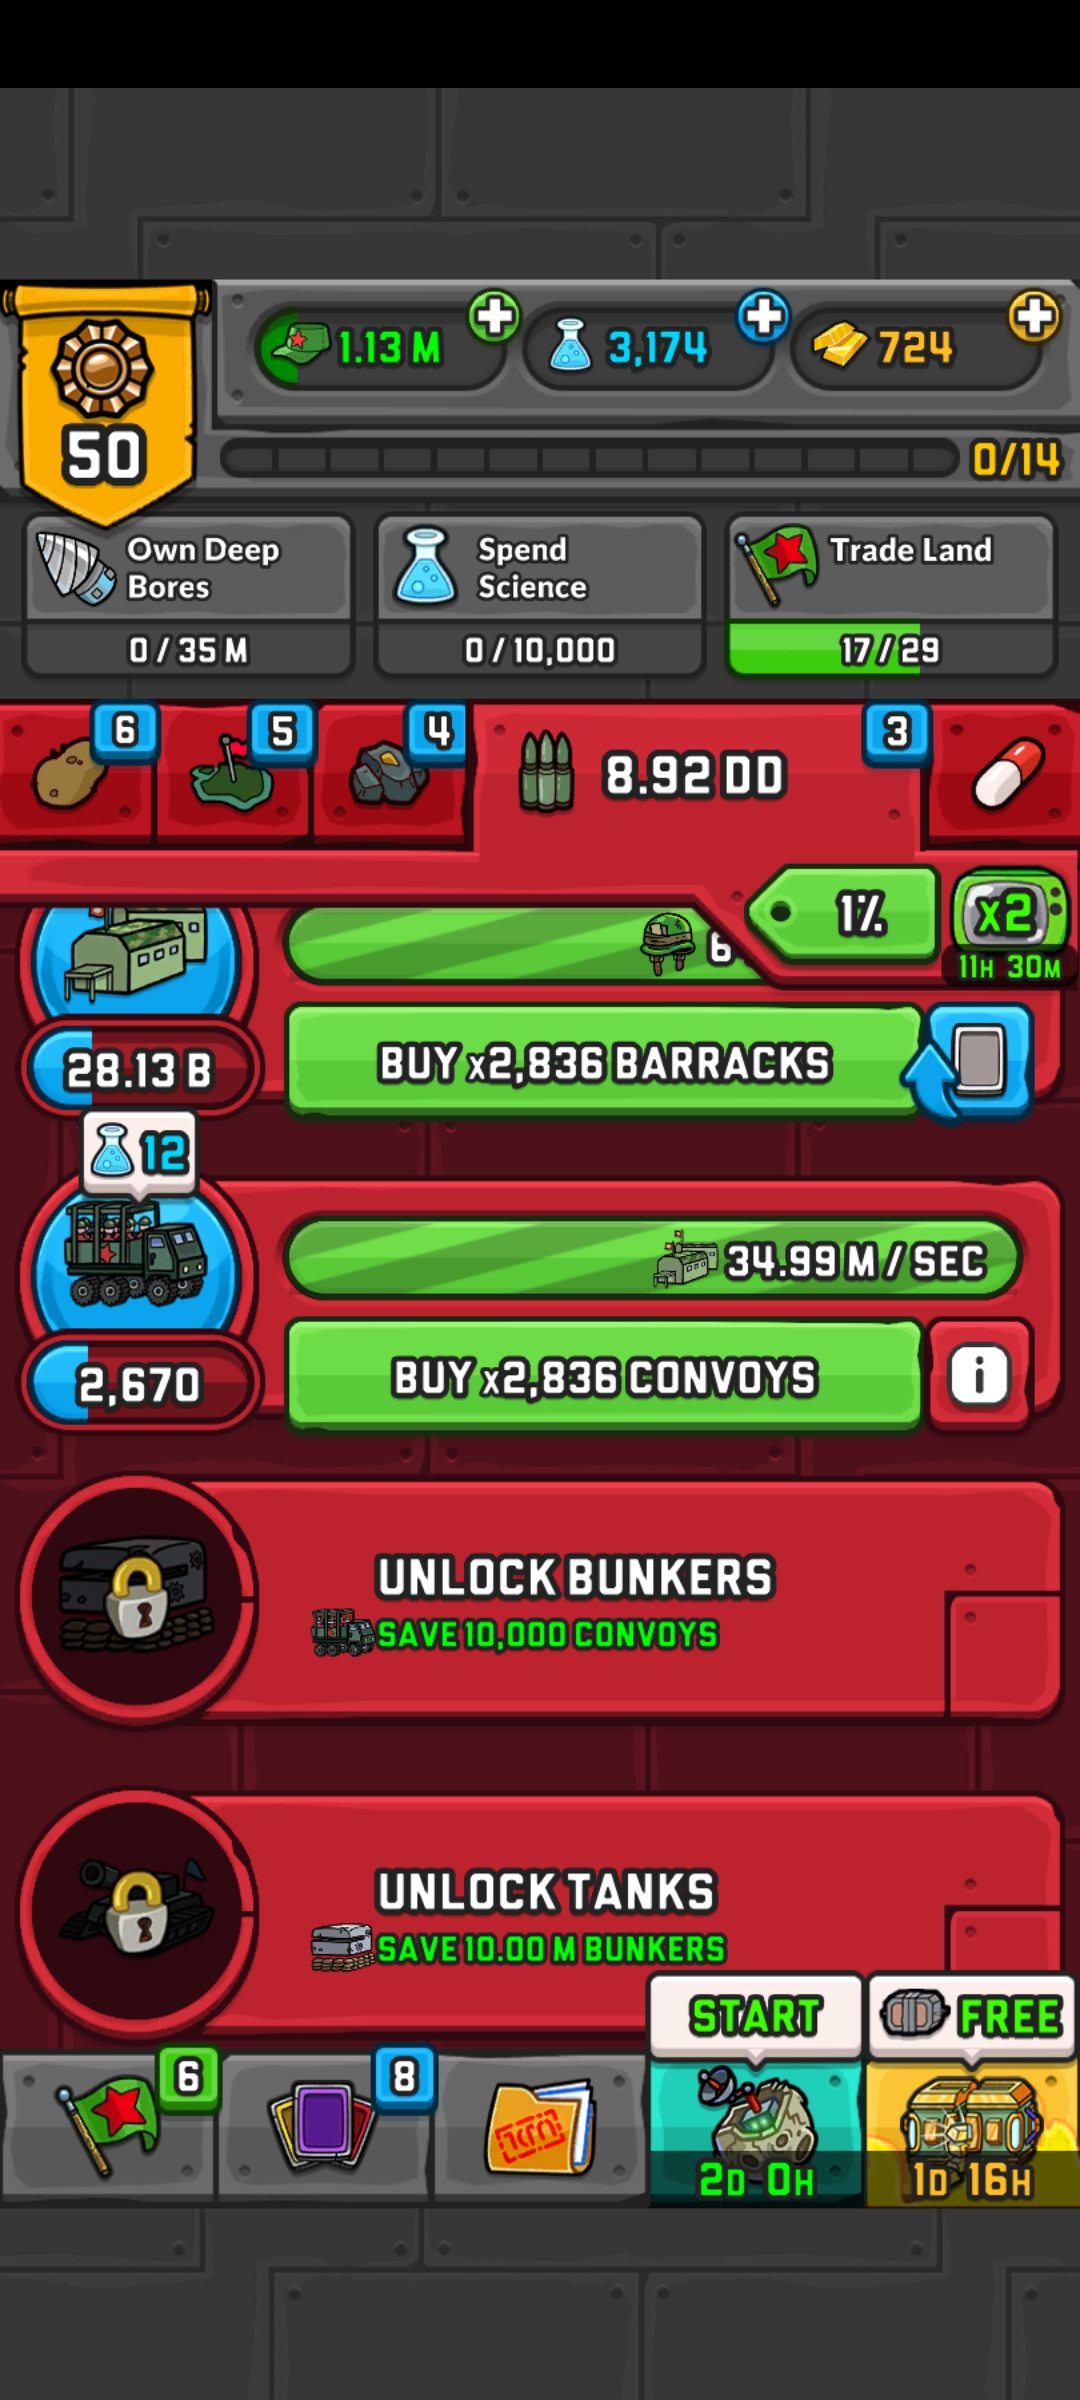 1.13 M
3,174
724
50
0/14
Own Deep
Bores
0 / 35 M
Spend
Science
0 / 10,000
Trade Land
17 / 29
6
5
4
8.92 DD
3
1%
x2
11H 30M
6
28.13 B
BUY x2,836 BARRACKS
12
34.99 M / SEC
2,670
BUY x2,836 CONVOYS
i
UNLOCK BUNKERS
SAVE 10,000 CONVOYS
UNLOCK TANKS
SAVE 10.00 M BUNKERS
START
FREE
6
8
2D 0H
1D 16H